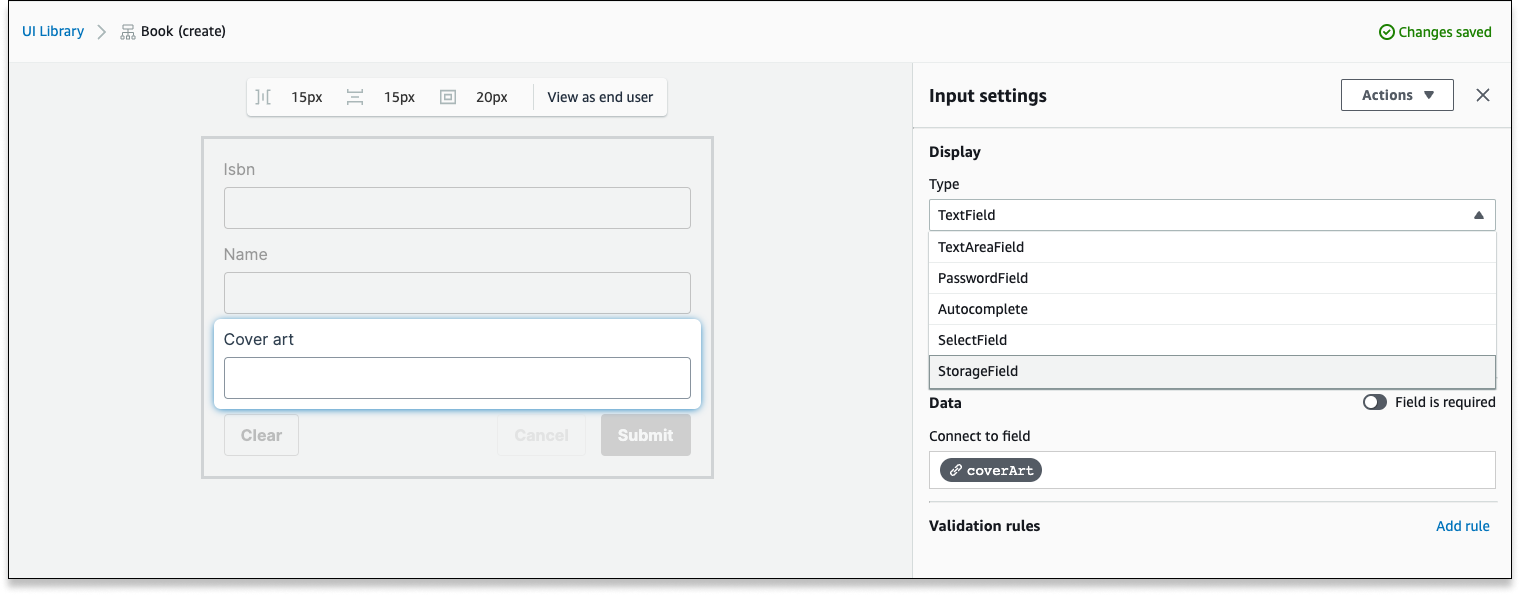 UI Library
Book (create)
Changes saved
15px
15px
20px
View as end user
Isbn
Name
Cover art
Clear
Cancel
Submit
Input settings
Actions
Display
Type
TextField
TextAreaField
PasswordField
Autocomplete
SelectField
StorageField
Data
Field is required
Connect to field
coverArt
Validation rules
Add rule